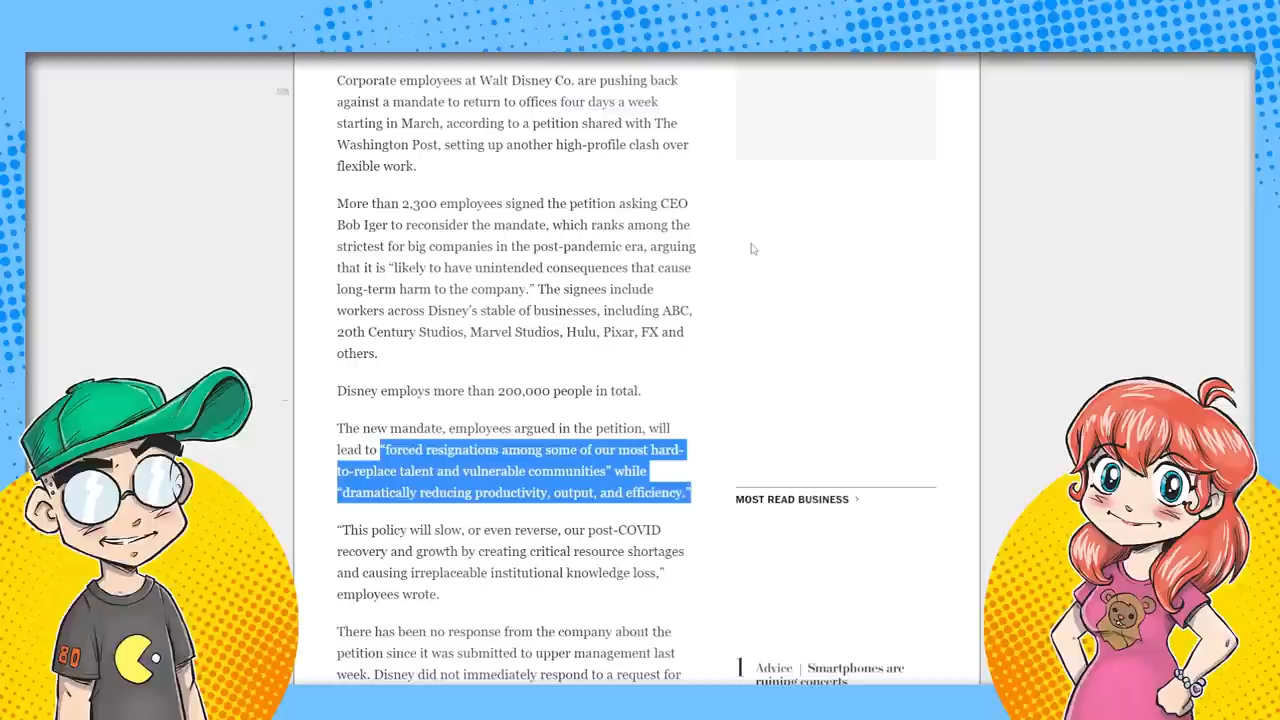 Corporate employees at Walt Disney Co. are pushing back
against a mandate to return to offices four days a week
starting in March, according to a petition shared with The
Washington Post, setting up another high-profile clash over
flexible work.
More than 2,300 employees signed the petition asking CEO
Bob Iger to reconsider the mandate, which ranks among the
strictest for big companies in the post-pandemic era, arguing
that it is “likely to have unintended consequences that cause
long-term harm to the company.” The signees include
workers across Disney’s stable of businesses, including ABC,
20th Century Studios, Marvel Studios, Hulu, Pixar, FX and
others.
Disney employs more than 200,000 people in total.
The new mandate, employees argued in the petition, will
lead to “forced resignations among some of our most hard-
to-replace talent and vulnerable communities” while
“dramatically reducing productivity, output, and efficiency.”
“This policy will slow, or even reverse, our post-COVID
recovery and growth by creating critical resource shortages
and causing irreplaceable institutional knowledge loss,”
employees wrote.
There has been no response from the company about the
petition since it was submitted to upper management last
week. Disney did not immediately respond to a request for
MOST READ BUSINESS >
1 Advice | Smartphones are
ruining concerts
80